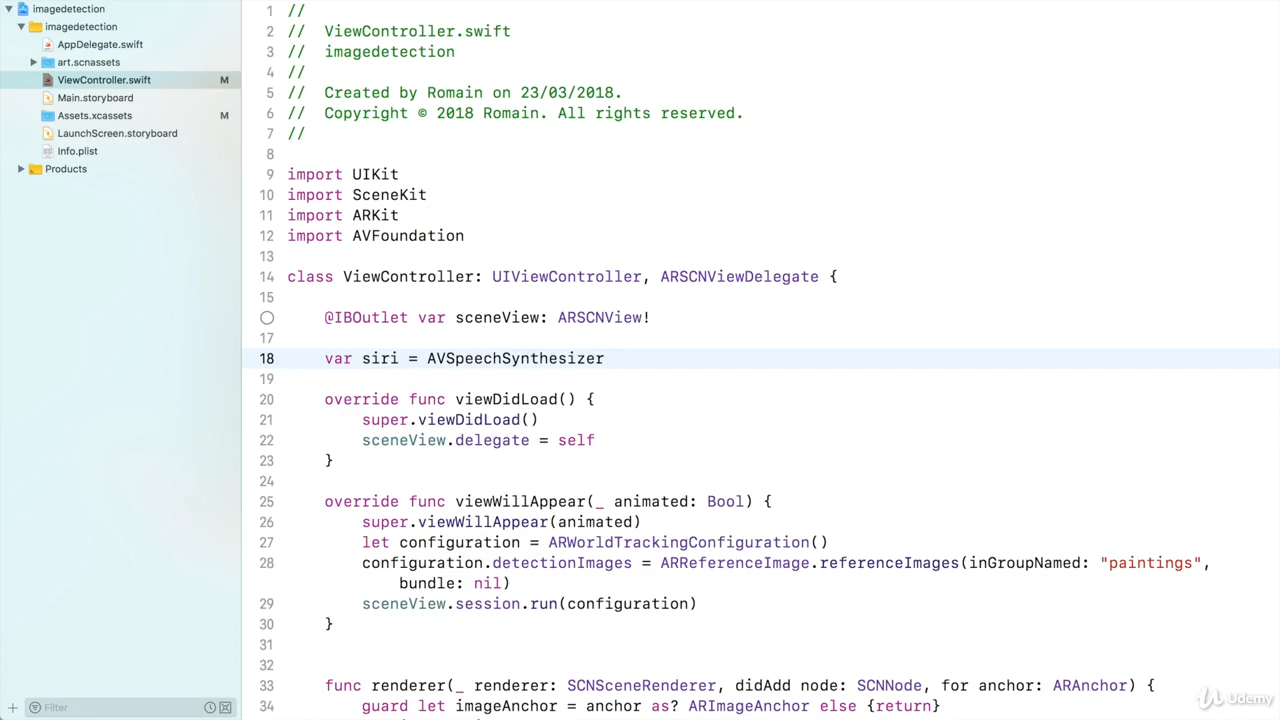 imagedetection
imagedetection
AppDelegate.swift
art.scnassets
ViewController.swift M
Main.storyboard
Assets.xcassets M
LaunchScreen.storyboard
Info.plist
Products
Filter
1 //
2 // ViewController.swift
3 // imagedetection
4 //
5 // Created by Romain on 23/03/2018.
6 // Copyright © 2018 Romain. All rights reserved.
7 //
8
9 import UIKit
10 import SceneKit
11 import ARKit
12 import AVFoundation
13
14 class ViewController: UIViewController, ARSCNViewDelegate {
15
@IBOutlet var sceneView: ARSCNView!
17
18 var siri = AVSpeechSynthesizer
19
20 override func viewDidLoad() {
21 super.viewDidLoad()
22 sceneView.delegate = self
23 }
24
25 override func viewWillAppear(_ animated: Bool) {
26 super.viewWillAppear(animated)
27 let configuration = ARWorldTrackingConfiguration()
28 configuration.detectionImages = ARReferenceImage.referenceImages(inGroupNamed: "paintings",
bundle: nil)
29 sceneView.session.run(configuration)
30 }
31
32
33 func renderer(_ renderer: SCNSceneRenderer, didAdd node: SCNNode, for anchor: ARAnchor) {
34 guard let imageAnchor = anchor as? ARImageAnchor else {return}
Udemy